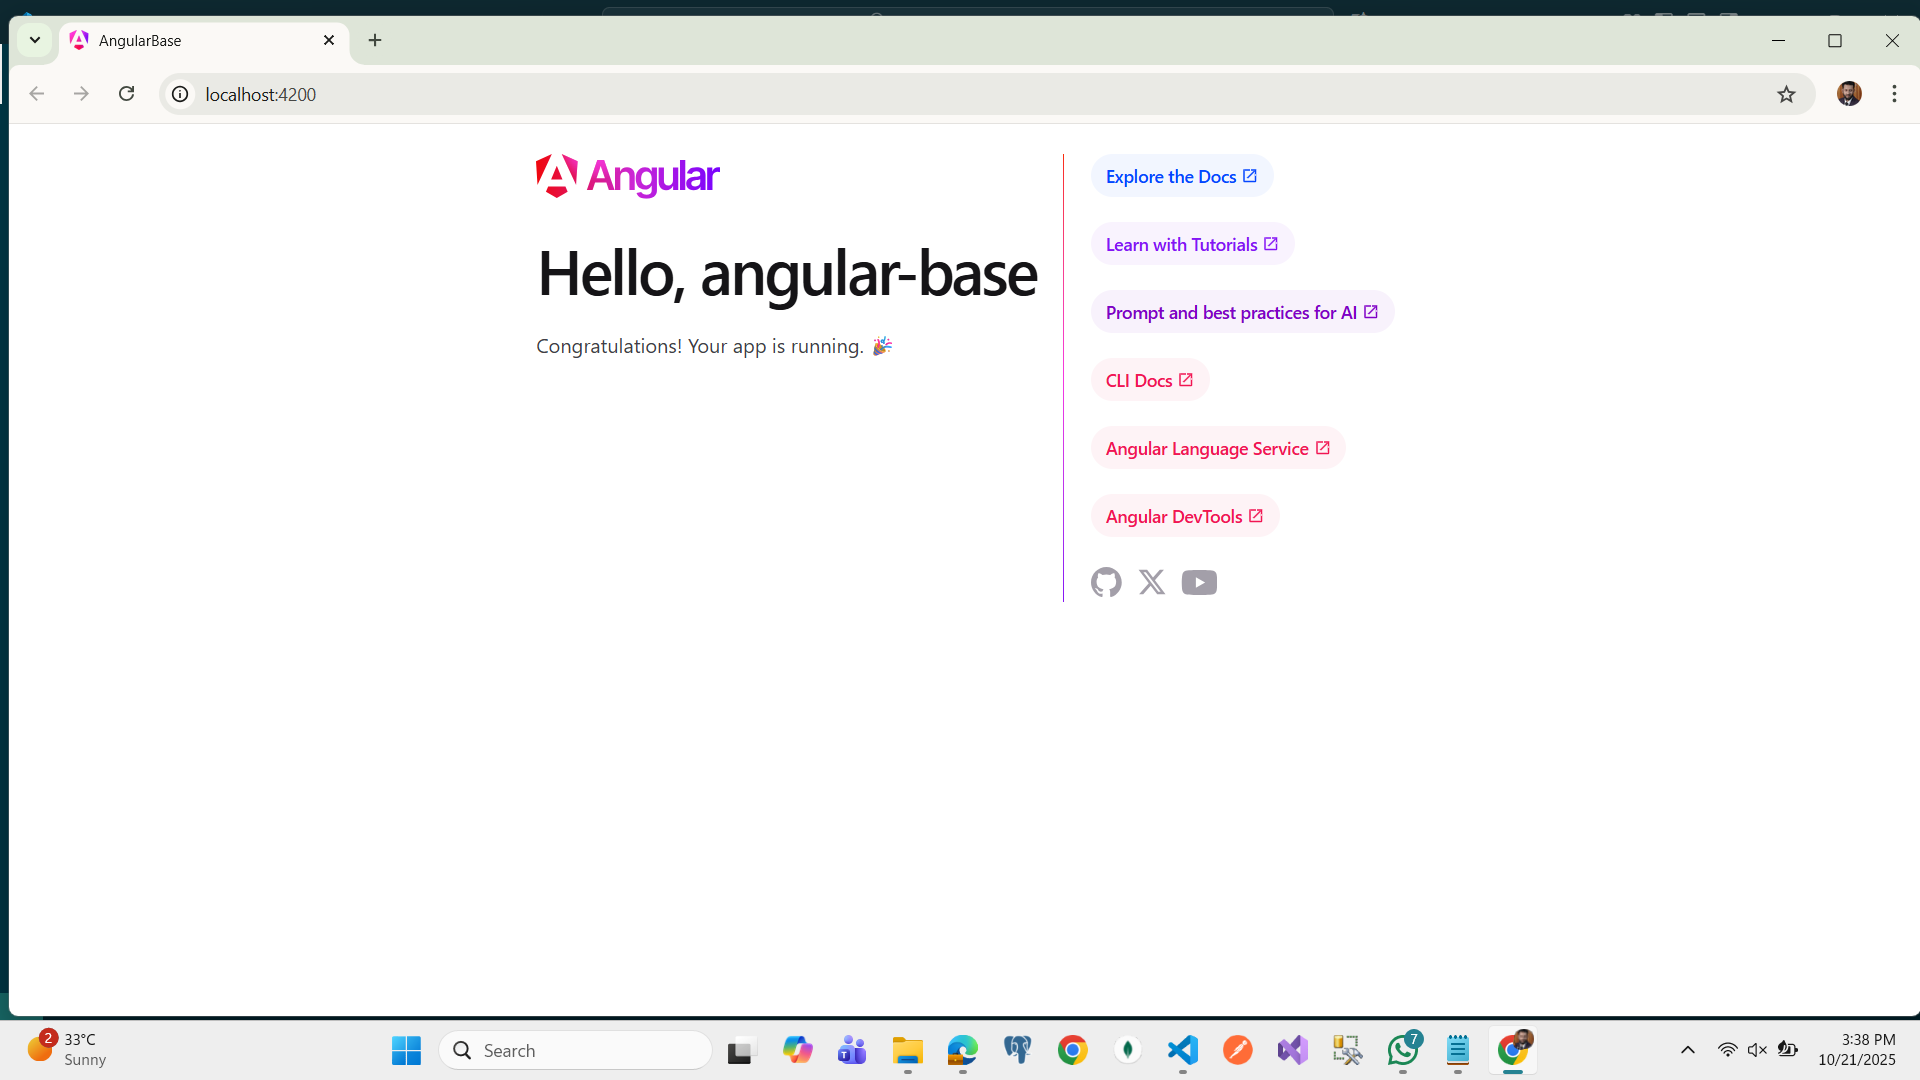 AngularBase
localhost:4200
Angular
Hello, angular-base
Congratulations! Your app is running. 🎉
Explore the Docs
Learn with Tutorials
Prompt and best practices for AI
CLI Docs
Angular Language Service
Angular DevTools
2
33°C
Sunny
Search
T
7
3:38 PM
10/21/2025